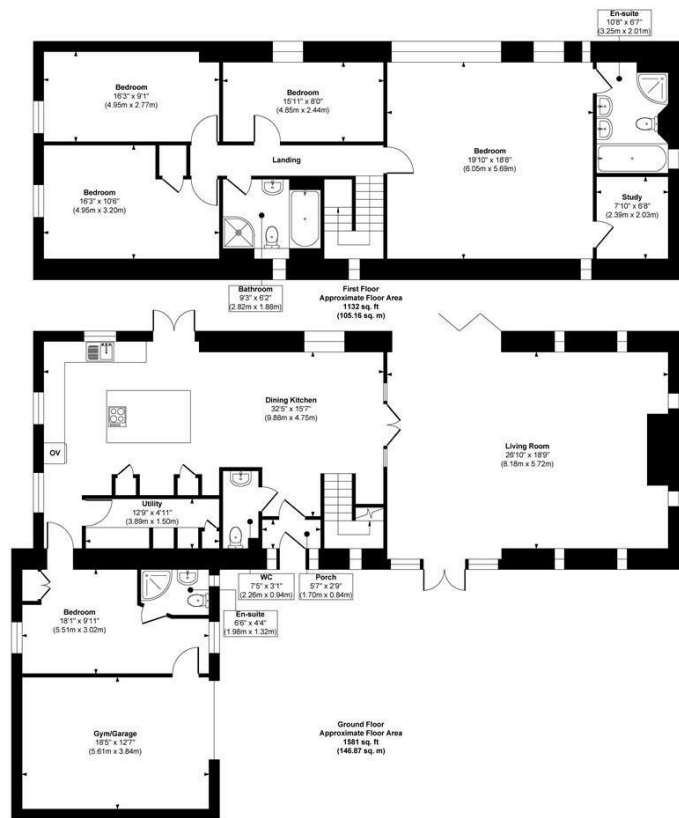 En-suite
10'8" x 6'7"
(3.25m x 2.01m)
Bedroom
16'3" x 9'1"
(4.95m x 2.77m)
Bedroom
15'11" x 8'0"
(4.85m x 2.44m)
Landing
Bedroom
19'10" x 18'8"
(6.05m x 5.69m)
Bedroom
16'3" x 10'6"
(4.95m x 3.20m)
Study
7'10" x 6'8"
(2.39m x 2.03m)
Bathroom
9'3" x 6'2"
(2.82m x 1.88m)
First Floor
Approximate Floor Area
1132 sq. ft
(105.16 sq. m)
Dining Kitchen
32'5" x 15'7"
(9.88m x 4.75m)
Living Room
26'10" x 18'9"
(8.18m x 5.72m)
OV
Utility
12'9" x 4'11"
(3.89m x 1.50m)
WC
7'5" x 3'1"
(2.26m x 0.94m)
Porch
5'7" x 2'9"
(1.70m x 0.84m)
Bedroom
18'1" x 9'11"
(5.51m x 3.02m)
En-suite
6'6" x 4'4"
(1.98m x 1.32m)
Gym/Garage
18'5" x 12'7"
(5.61m x 3.84m)
Ground Floor
Approximate Floor Area
1581 sq. ft
(146.87 sq. m)